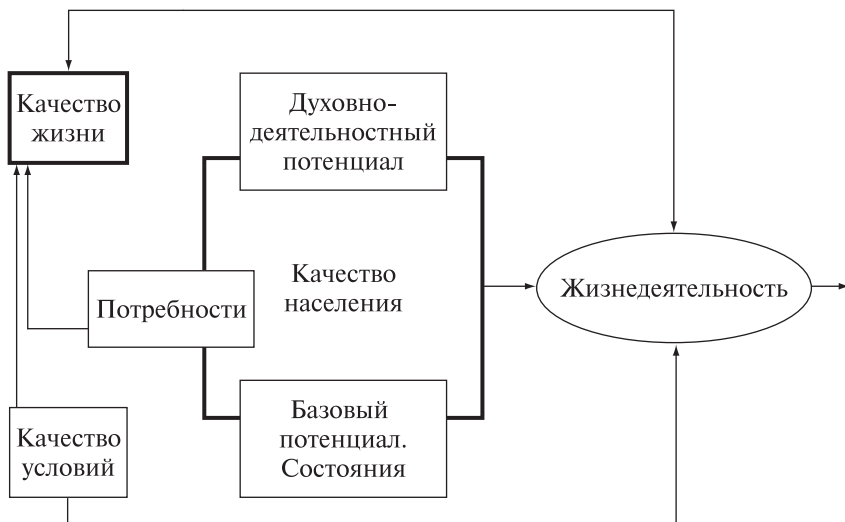 Качество
жизни
Духовно-
деятельностный
потенциал
Потребности
Качество
населения
Жизнедеятельность
Качество
условий
Базовый
потенциал.
Состояния